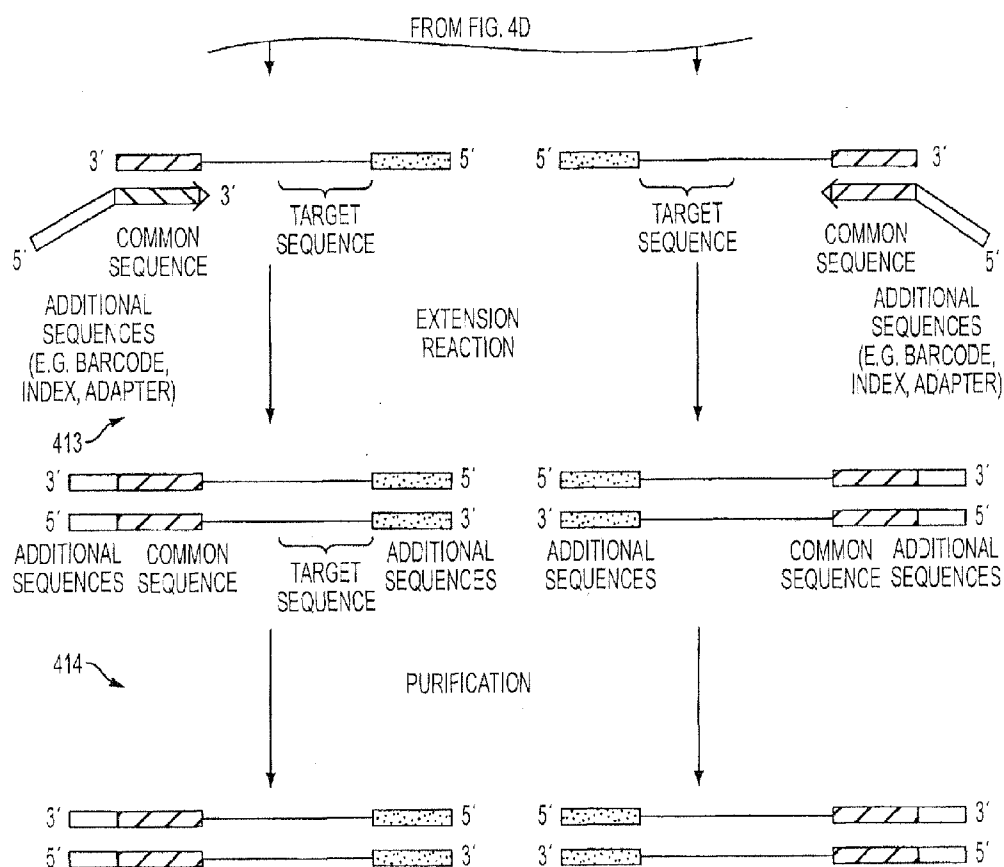 FROM FIG. 4D
3′ 5′ 5′ 3′
3′
5′
TARGET
SEQUENCE
COMMON
SEQUENCE
ADDITIONAL
SEQUENCES
(E.G. BARCODE,
INDEX, ADAPTER)
TARGET
SEQUENCE
COMMON
SEQUENCE
5′
ADDITIONAL
SEQUENCES
(E.G. BARCODE,
INDEX, ADAPTER)
EXTENSION
REACTION
413
3′ 5′ 5′ 3′
5′ 3′ 3′ 5′
ADDITIONAL
SEQUENCES
COMMON
SEQUENCE
TARGET
SEQUENCE
ADDITIONAL
SEQUENCES
ADDITIONAL
SEQUENCES
COMMON
SEQUENCE
ADDITIONAL
SEQUENCES
414
PURIFICATION
3′ 5′ 5′ 3′
5′ 3′ 3′ 5′